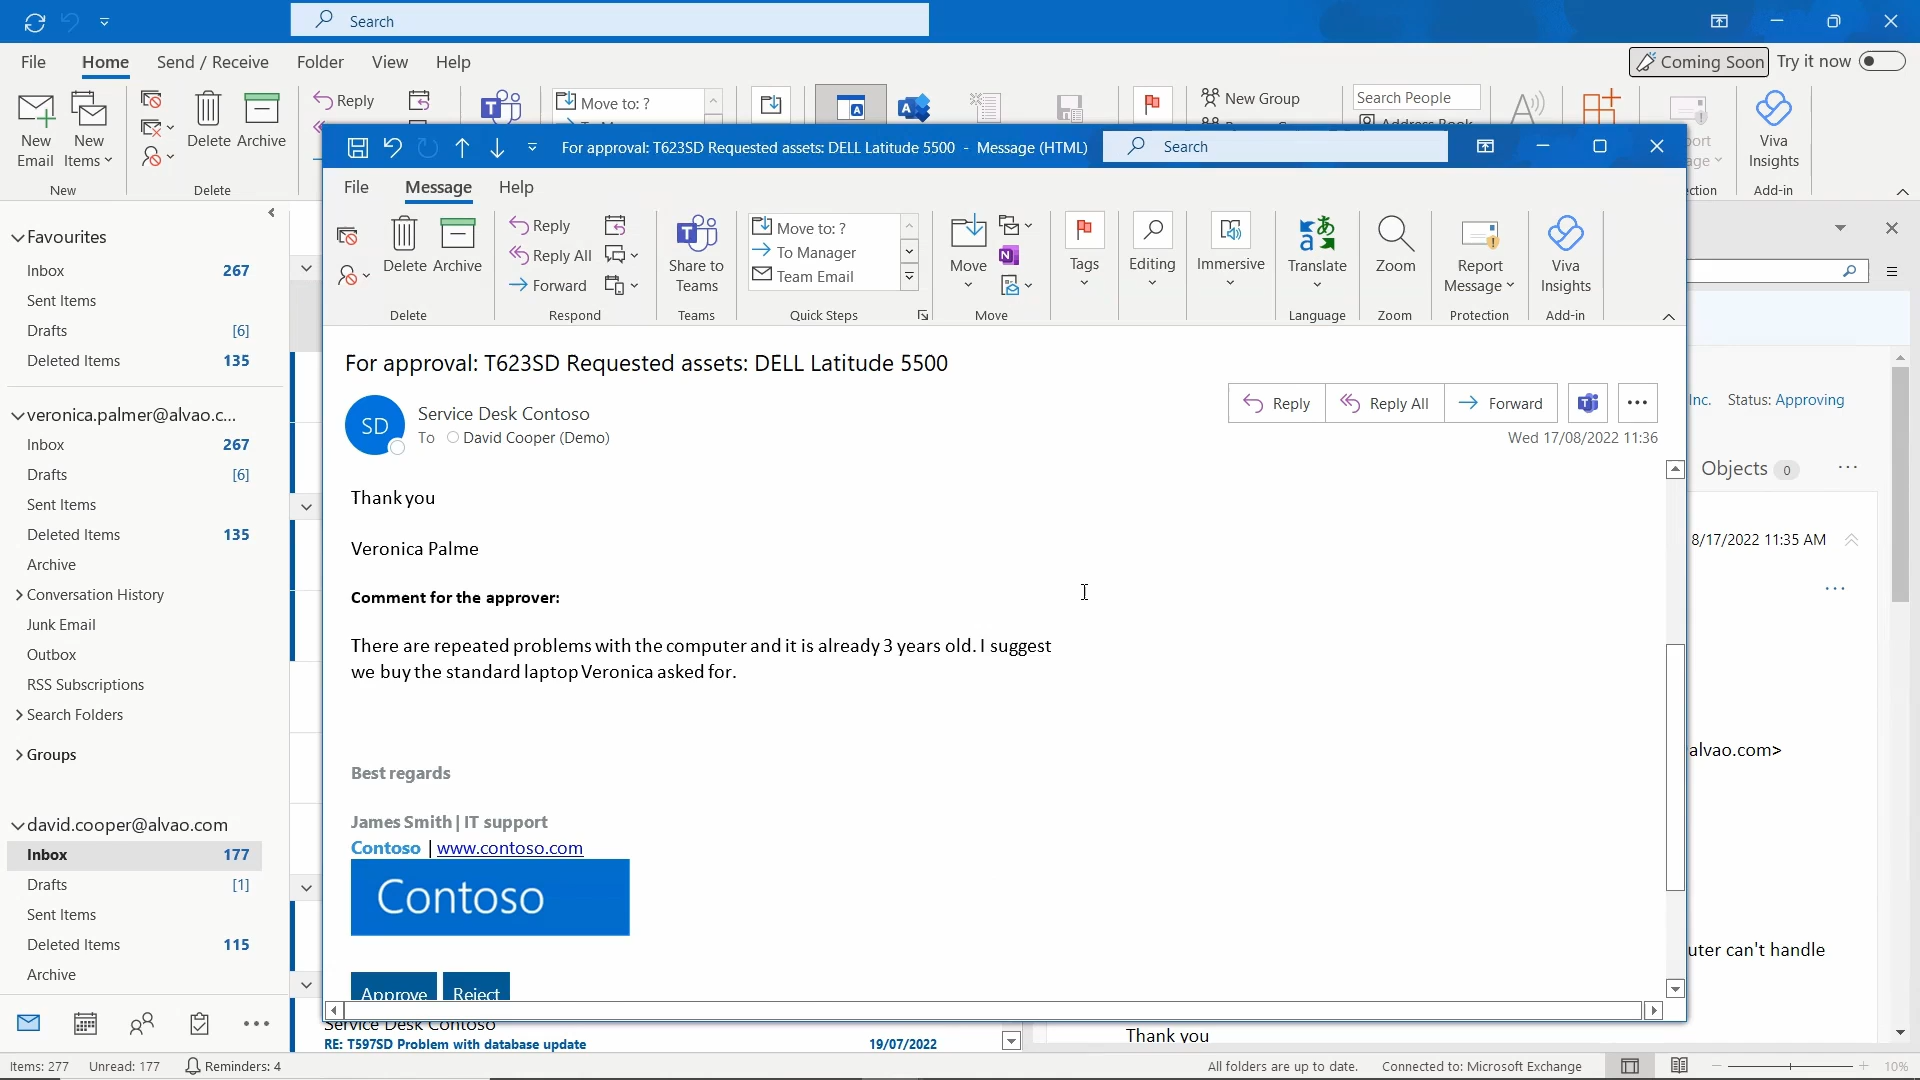 Search
File
Home
Send / Receive
Folder
View
Help
Coming Soon
Try it now
New
Email
New
Items
New
Delete
Archive
Delete
Reply
Move to: ?
New Group
Search People
Viva
Insights
Add-in
For approval: T623SD Requested assets: DELL Latitude 5500 - Message (HTML)
Search
File
Message
Help
Delete
Archive
Delete
Reply
Reply All
Forward
Respond
Share to
Teams
Teams
Move to: ?
To Manager
Team Email
Quick Steps
Move
Move
Tags
Editing
Immersive
Translate
Language
Zoom
Zoom
Report
Message
Protection
Viva
Insights
Add-in
Favourites
Inbox 267
Sent Items
Drafts [6]
Deleted Items 135
veronica.palmer@alvao.c...
Inbox 267
Drafts [6]
Sent Items
Deleted Items 135
Archive
Conversation History
Junk Email
Outbox
RSS Subscriptions
Search Folders
Groups
david.cooper@alvao.com
Inbox 177
Drafts [1]
Sent Items
Deleted Items 115
Archive
For approval: T623SD Requested assets: DELL Latitude 5500
SD
Service Desk Contoso
To David Cooper (Demo)
Reply
Reply All
Forward
Wed 17/08/2022 11:36
Thank you
Veronica Palme
Comment for the approver:
There are repeated problems with the computer and it is already 3 years old. I suggest
we buy the standard laptop Veronica asked for.
Best regards
James Smith | IT support
Contoso | www.contoso.com
Contoso
Approve
Reject
Inc. Status: Approving
Objects 0
8/17/2022 11:35 AM
alvao.com>
uter can't handle
Thank you
Service Desk Contoso
RE: T597SD Problem with database update 19/07/2022
Items: 277
Unread: 177
Reminders: 4
All folders are up to date.
Connected to: Microsoft Exchange
10%